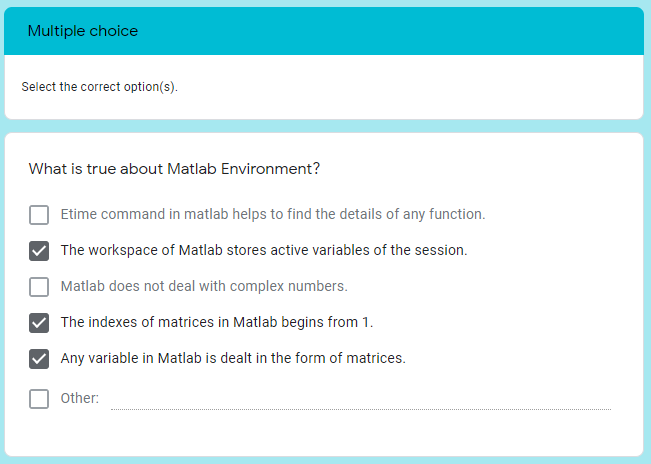 Multiple choice
Select the correct option(s).
What is true about Matlab Environment?
Etime command in matlab helps to find the details of any function.
The workspace of Matlab stores active variables of the session.
Matlab does not deal with complex numbers.
The indexes of matrices in Matlab begins from 1.
Any variable in Matlab is dealt in the form of matrices.
Other: